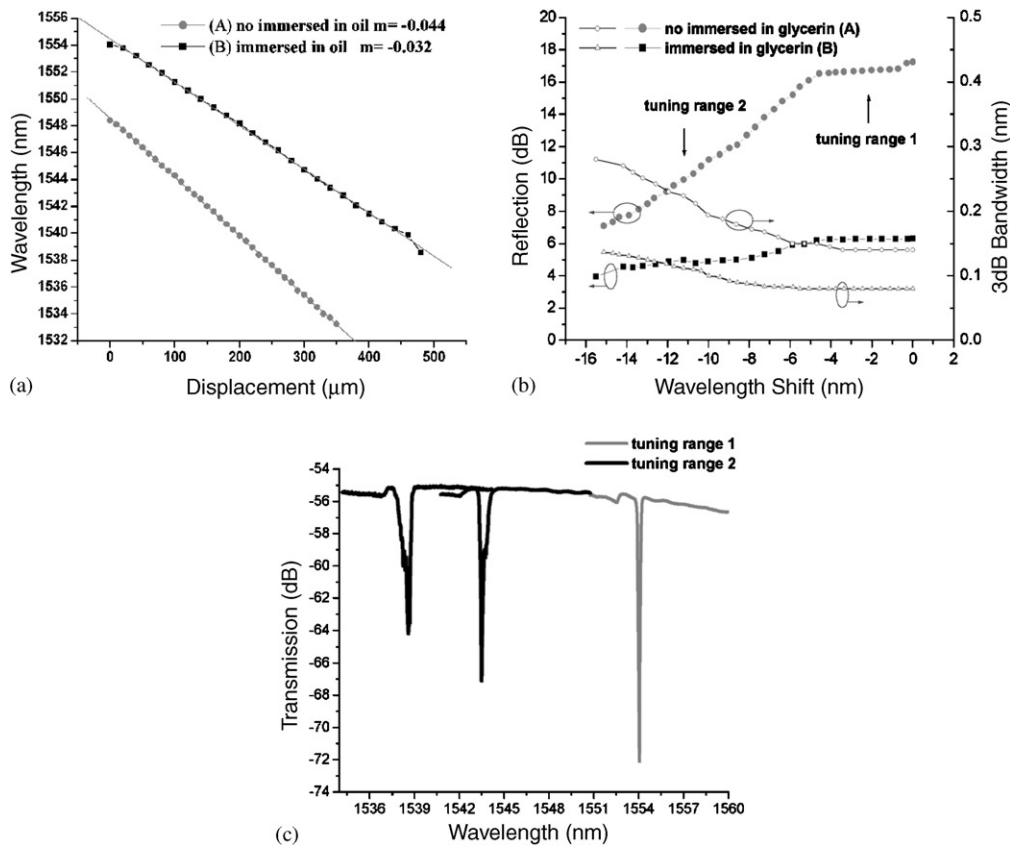 (A) no immersed in oil m= -0.044
(B) immersed in oil m= -0.032
1556
1554
1552
1550
1548
1546
1544
1542
1540
1538
1536
1534
1532
Wavelength (nm)
0 100 200 300 400 500
Displacement (μm)
(a)
no immersed in glycerin (A)
immersed in glycerin (B)
tuning range 2
tuning range 1
20
18
16
14
12
10
8
6
4
2
0
Reflection (dB)
0.5
0.4
0.3
0.2
0.1
0.0
3dB Bandwidth (nm)
-16 -14 -12 -10 -8 -6 -4 -2 0 2
Wavelength Shift (nm)
(b)
tuning range 1
tuning range 2
-54
-56
-58
-60
-62
-64
-66
-68
-70
-72
-74
Transmission (dB)
1536 1539 1542 1545 1548 1551 1554 1557 1560
Wavelength (nm)
(c)